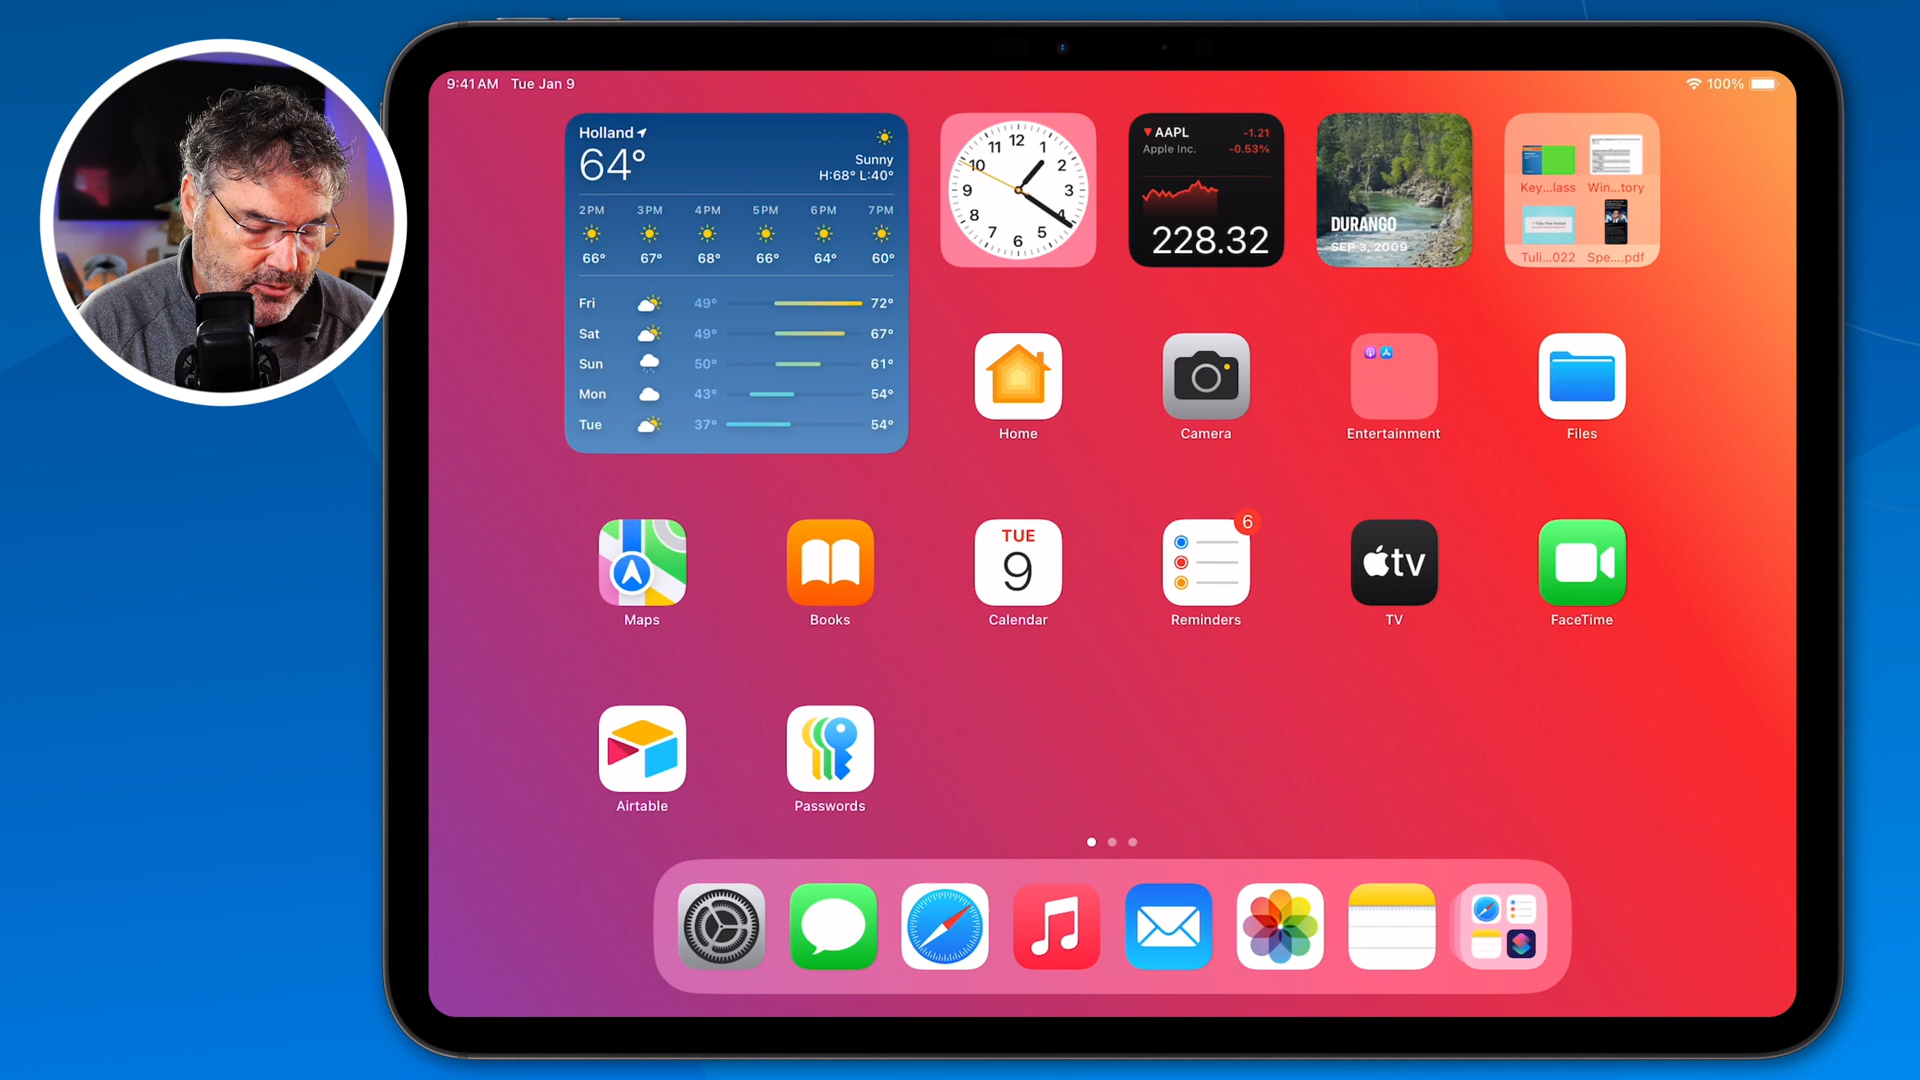 9:41 AM Tue Jan 9
100%
Holland
64°
Sunny
H:68° L:40°
2PM 3PM 4PM 5PM 6PM 7PM
66° 67° 68° 66° 64° 60°
Fri 49° 72°
Sat 49° 67°
Sun 50° 61°
Mon 43° 54°
Tue 37° 54°
12 1 2 3 4 5 6 7 8 9 10 11
AAPL -1.21
Apple Inc. -0.53%
228.32
DURANGO
SEP 3, 2009
Key...lass Win...tory
Tuli...022 Spe....pdf
Home Camera Entertainment Files
TUE
9
6
tv
Maps Books Calendar Reminders TV FaceTime
Airtable Passwords